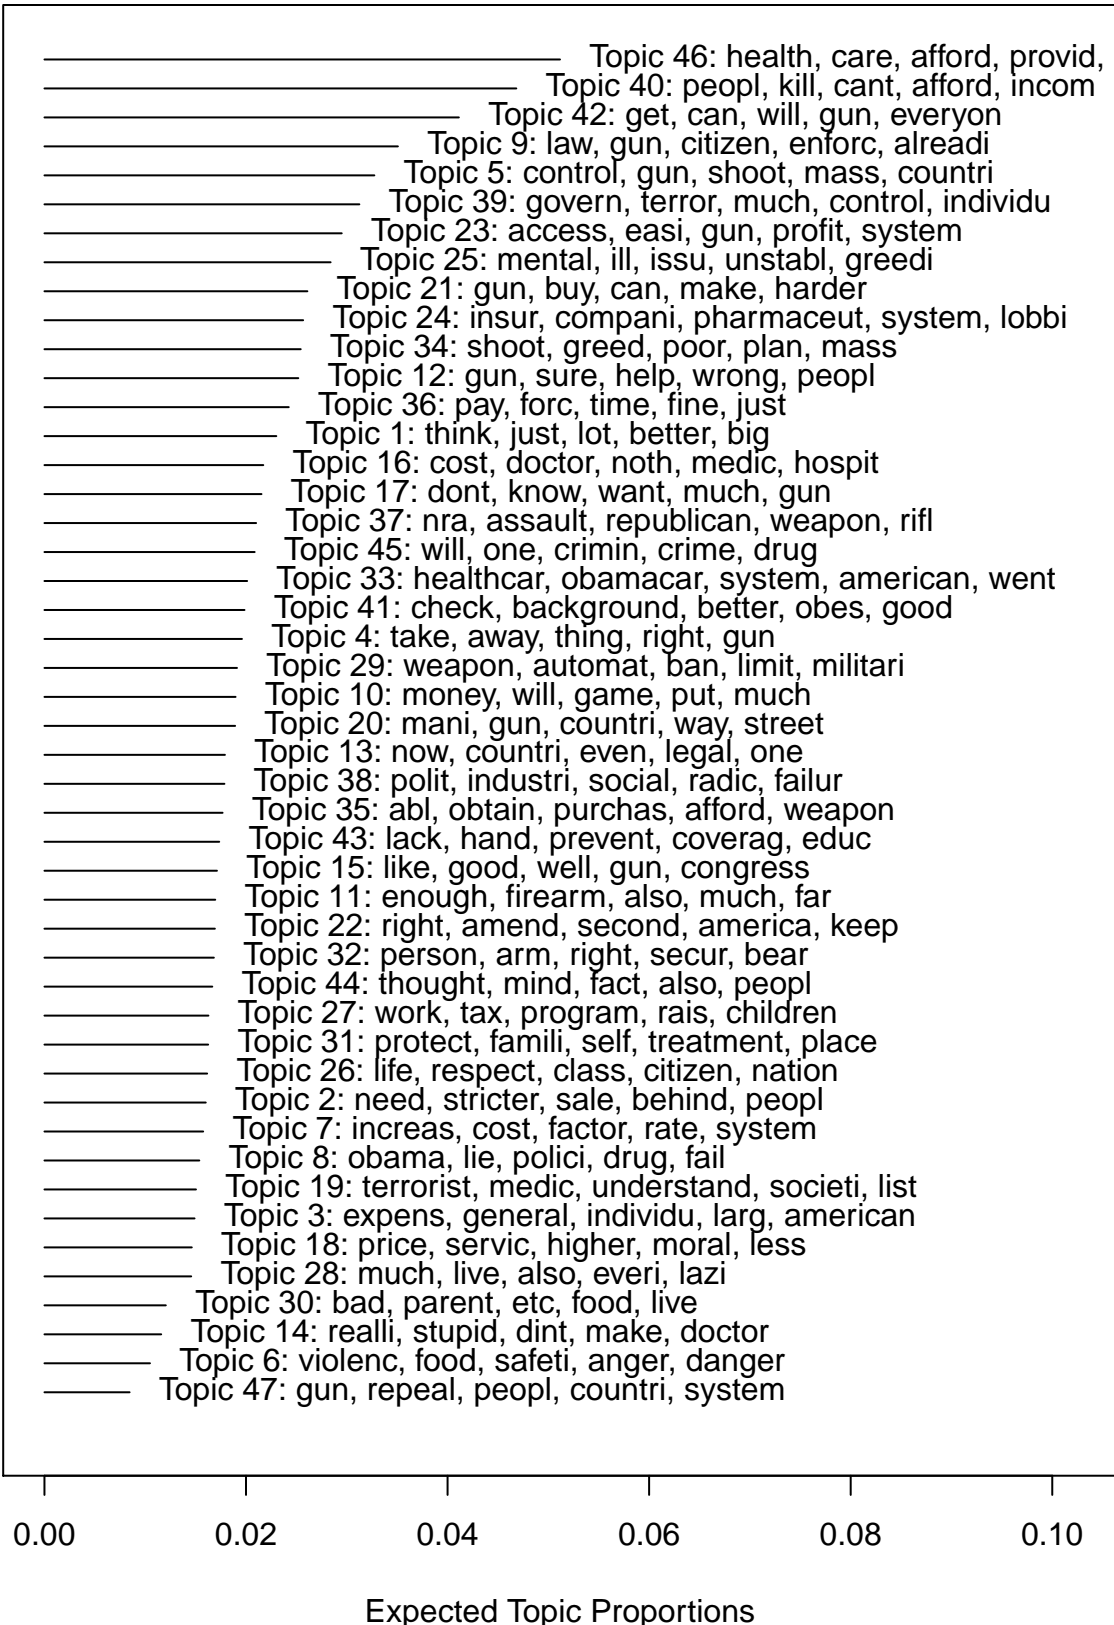 Topic 46: health, care, afford, provid,
Topic 40: peopl, kill, cant, afford, incom
Topic 42: get, can, will, gun, everyon
Topic 9: law, gun, citizen, enforc, alreadi
Topic 5: control, gun, shoot, mass, countri
Topic 39: govern, terror, much, control, individu
Topic 23: access, easi, gun, profit, system
Topic 25: mental, ill, issu, unstabl, greedi
Topic 21: gun, buy, can, make, harder
Topic 24: insur, compani, pharmaceut, system, lobbi
Topic 34: shoot, greed, poor, plan, mass
Topic 12: gun, sure, help, wrong, peopl
Topic 36: pay, forc, time, fine, just
Topic 1: think, just, lot, better, big
Topic 16: cost, doctor, noth, medic, hospit
Topic 17: dont, know, want, much, gun
Topic 37: nra, assault, republican, weapon, rifl
Topic 45: will, one, crimin, crime, drug
Topic 33: healthcar, obamacar, system, american, went
Topic 41: check, background, better, obes, good
Topic 4: take, away, thing, right, gun
Topic 29: weapon, automat, ban, limit, militari
Topic 10: money, will, game, put, much
Topic 20: mani, gun, countri, way, street
Topic 13: now, countri, even, legal, one
Topic 38: polit, industri, social, radic, failur
Topic 35: abl, obtain, purchas, afford, weapon
Topic 43: lack, hand, prevent, coverag, educ
Topic 15: like, good, well, gun, congress
Topic 11: enough, firearm, also, much, far
Topic 22: right, amend, second, america, keep
Topic 32: person, arm, right, secur, bear
Topic 44: thought, mind, fact, also, peopl
Topic 27: work, tax, program, rais, children
Topic 31: protect, famili, self, treatment, place
Topic 26: life, respect, class, citizen, nation
Topic 2: need, stricter, sale, behind, peopl
Topic 7: increas, cost, factor, rate, system
Topic 8: obama, lie, polici, drug, fail
Topic 19: terrorist, medic, understand, societi, list
Topic 3: expens, general, individu, larg, american
Topic 18: price, servic, higher, moral, less
Topic 28: much, live, also, everi, lazi
Topic 30: bad, parent, etc, food, live
Topic 14: realli, stupid, dint, make, doctor
Topic 6: violenc, food, safeti, anger, danger
Topic 47: gun, repeal, peopl, countri, system
0.00 0.02 0.04 0.06 0.08 0.10
Expected Topic Proportions